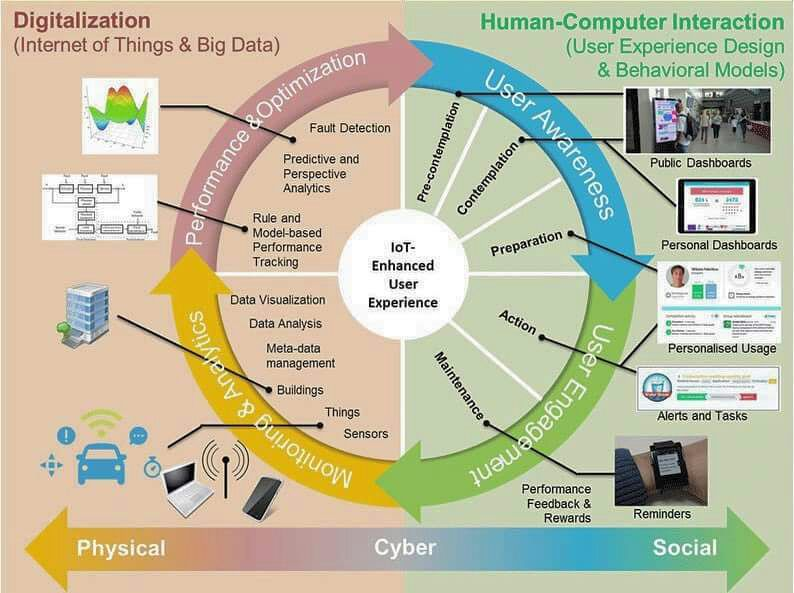 Digitalization
(Internet of Things & Big Data)
Human-Computer Interaction
(User Experience Design
& Behavioral Models)
Performance & Optimization
User Awareness
User Engagement
Monitoring & Analytics
Fault Detection
Predictive and
Perspective
Analytics
Rule and
Model-based
Performance
Tracking
Data Visualization
Data Analysis
Meta-data
management
Buildings
Things
Sensors
IoT-
Enhanced
User
Experience
Pre-contemplation
Contemplation
Preparation
Action
Maintenance
Public Dashboards
Personal Dashboards
Personalised Usage
Alerts and Tasks
Performance
Feedback &
Rewards
Reminders
Physical
Cyber
Social